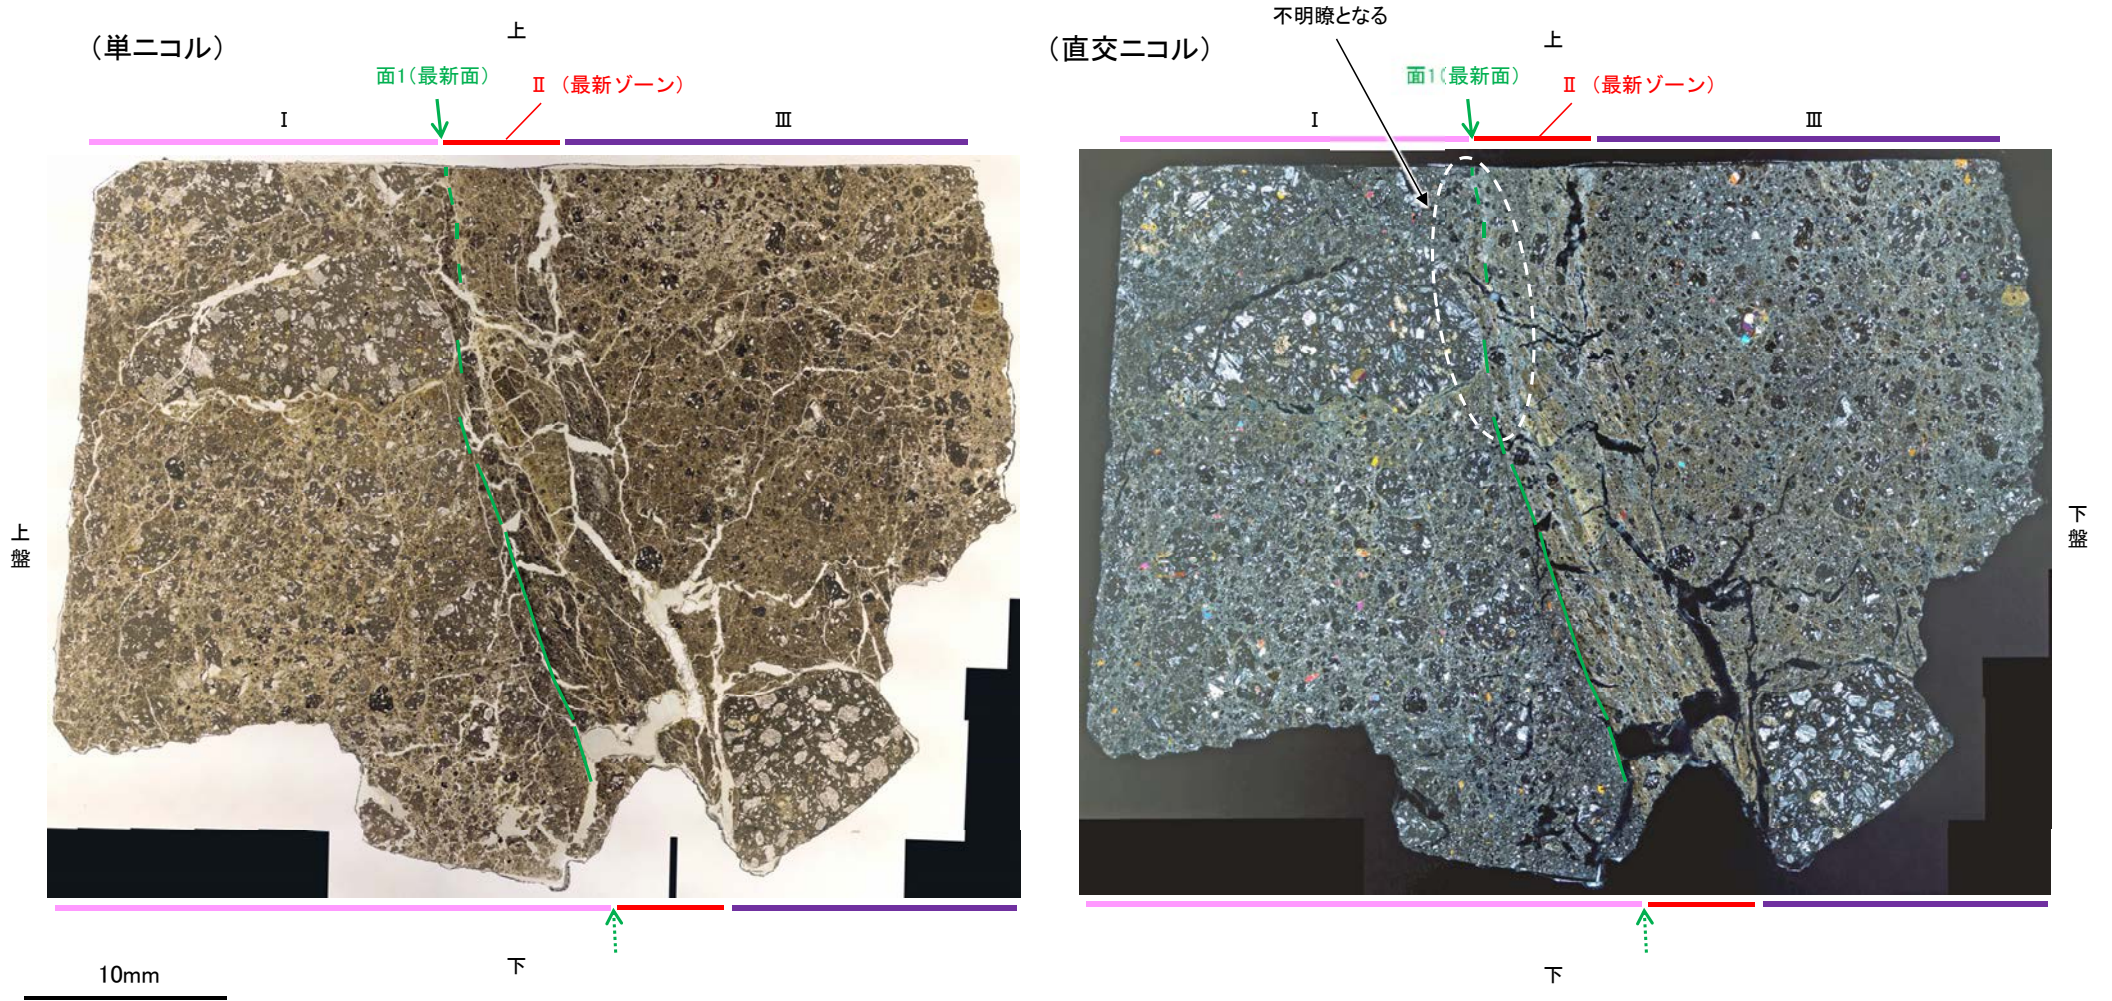 (単ニコル)
上
面1(最新面)
Ⅱ (最新ゾーン)
Ⅰ
Ⅲ
上盤
下
10mm
不明瞭となる
(直交ニコル)
上
面1(最新面)
Ⅱ (最新ゾーン)
Ⅰ
Ⅲ
下盤
下